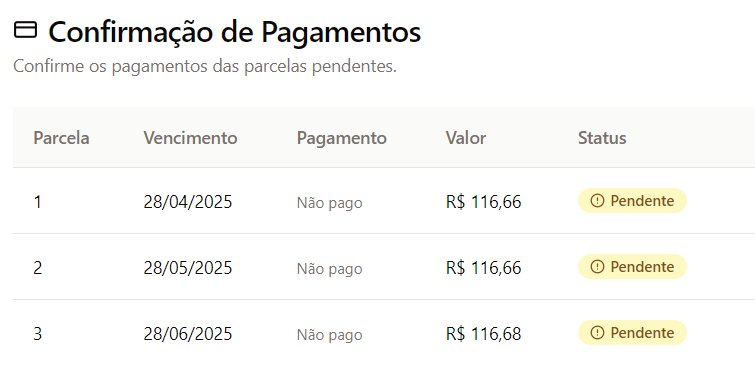 Confirmação de Pagamentos
Confirme os pagamentos das parcelas pendentes.
Parcela Vencimento Pagamento Valor Status
1 28/04/2025 Não pago R$ 116,66 Pendente
2 28/05/2025 Não pago R$ 116,66 Pendente
3 28/06/2025 Não pago R$ 116,68 Pendente